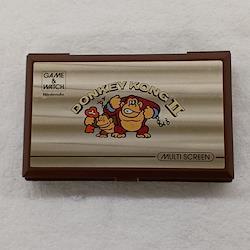 GAME &
WATCH
Nintendo
DONKEY KONG II
MULTI SCREEN